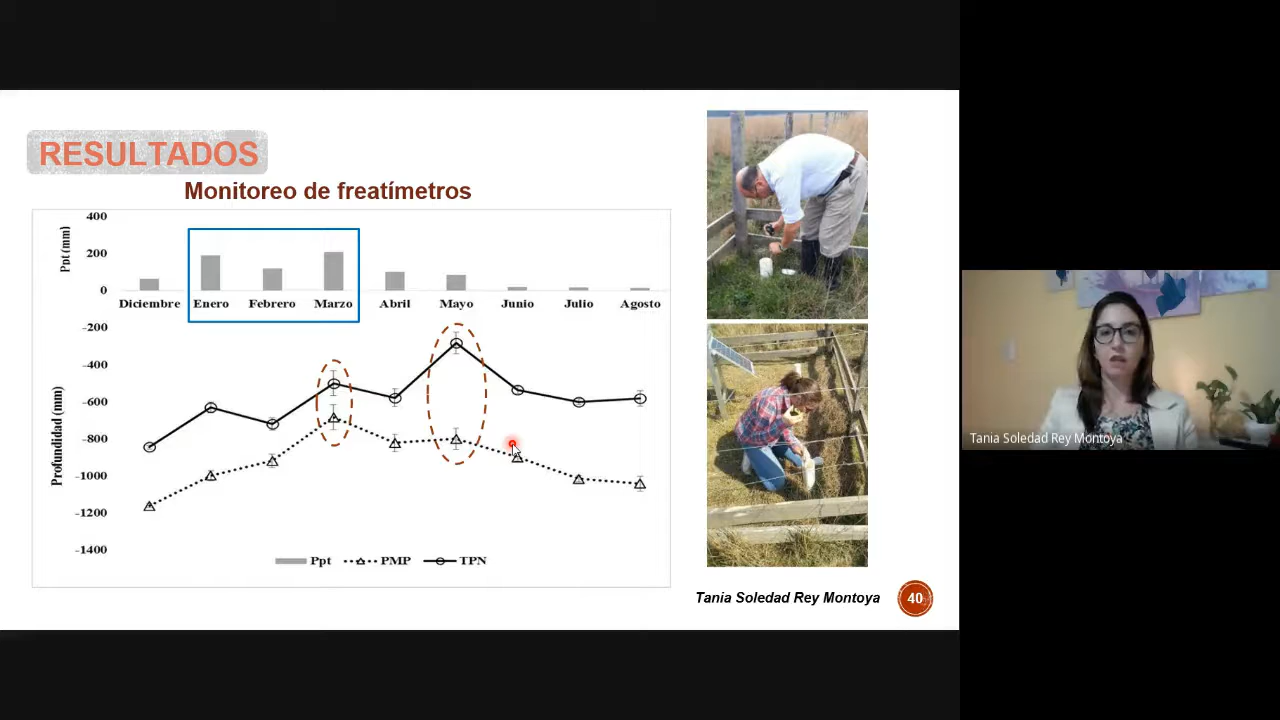 RESULTADOS
Monitoreo de freatímetros
400
200
0
Ppt (mm)
Diciembre Enero Febrero Marzo Abril Mayo Junio Julio Agosto
-200
-400
-600
-800
-1000
-1200
-1400
Profundidad (mm)
Ppt PMP TPN
Tania Soledad Rey Montoya
40
Tania Soledad Rey Montoya